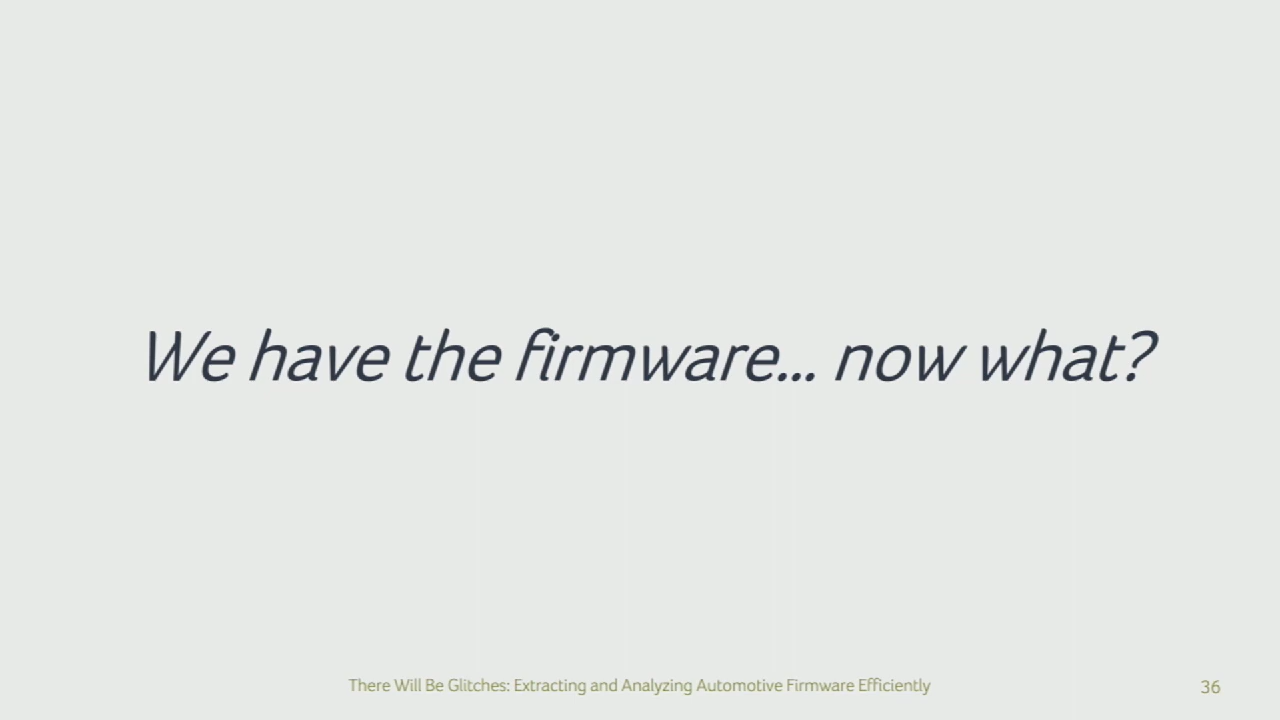 We have the firmware... now what?
There Will Be Glitches: Extracting and Analyzing Automotive Firmware Efficiently
36